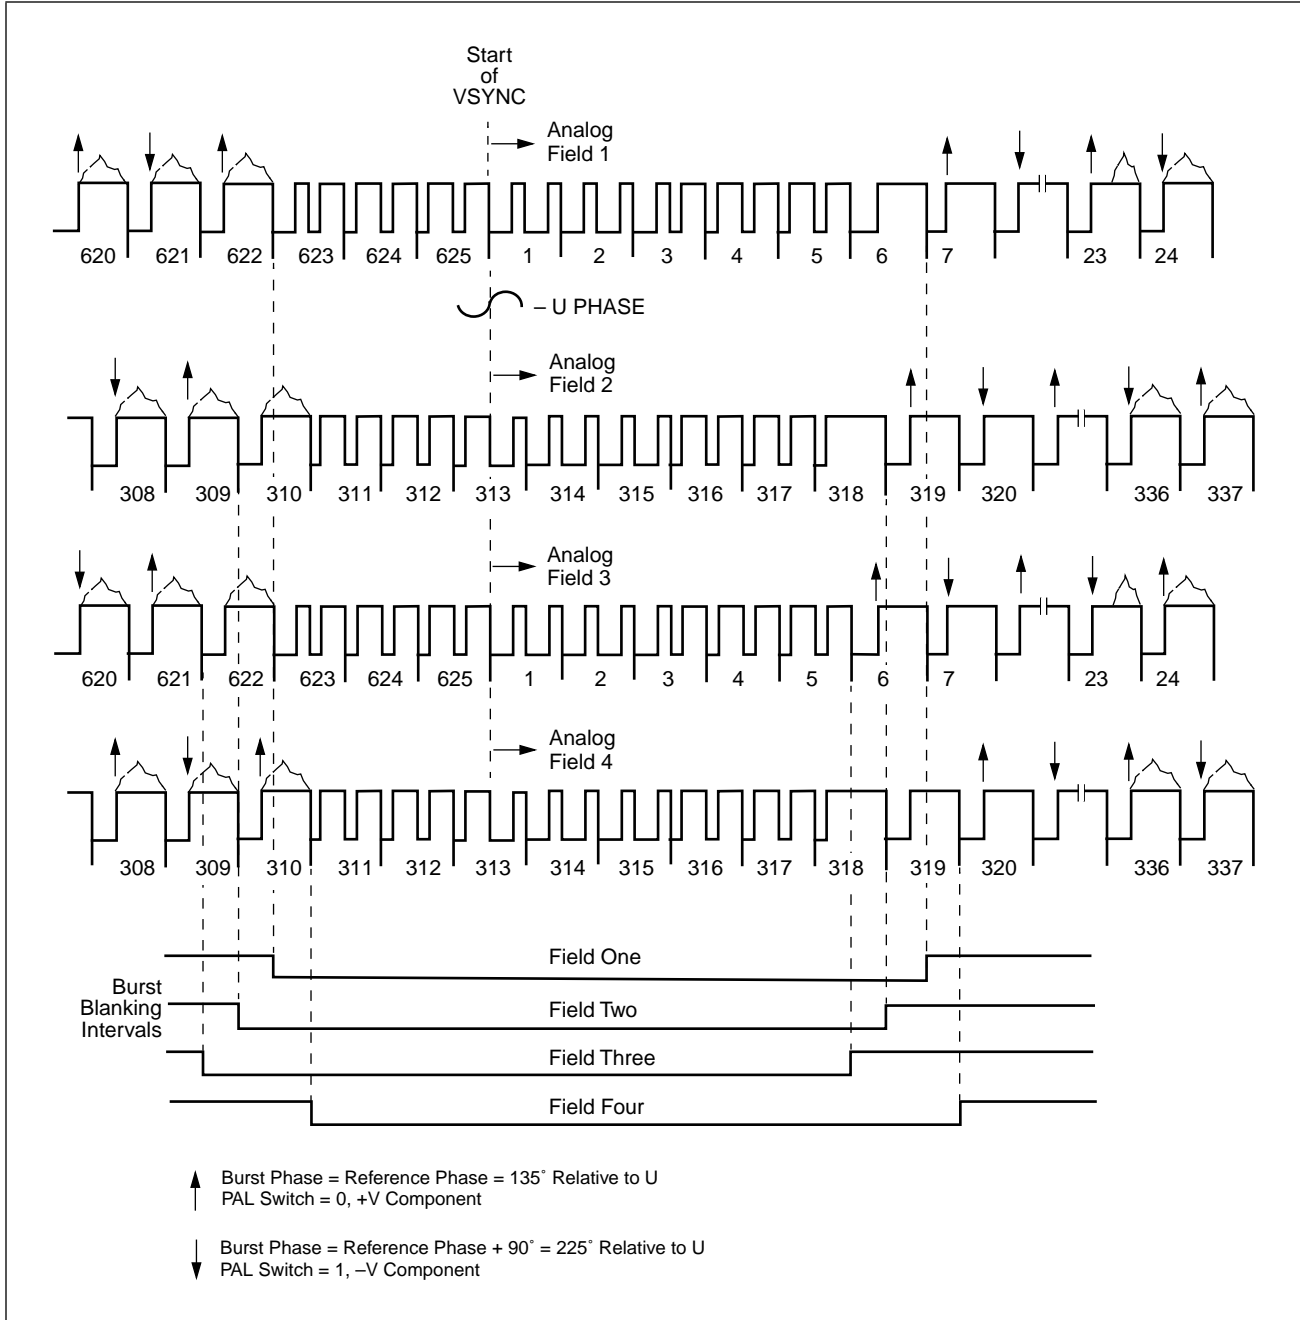 Start
of
VSYNC
Analog
Field 1
620 621 622 623 624 625 1 2 3 4 5 6 7 23 24
– U PHASE
Analog
Field 2
308 309 310 311 312 313 314 315 316 317 318 319 320 336 337
Analog
Field 3
620 621 622 623 624 625 1 2 3 4 5 6 7 23 24
Analog
Field 4
308 309 310 311 312 313 314 315 316 317 318 319 320 336 337
Field One
Burst
Blanking
Intervals
Field Two
Field Three
Field Four
Burst Phase = Reference Phase = 135˚ Relative to U
PAL Switch = 0, +V Component
Burst Phase = Reference Phase + 90˚ = 225˚ Relative to U
PAL Switch = 1, –V Component